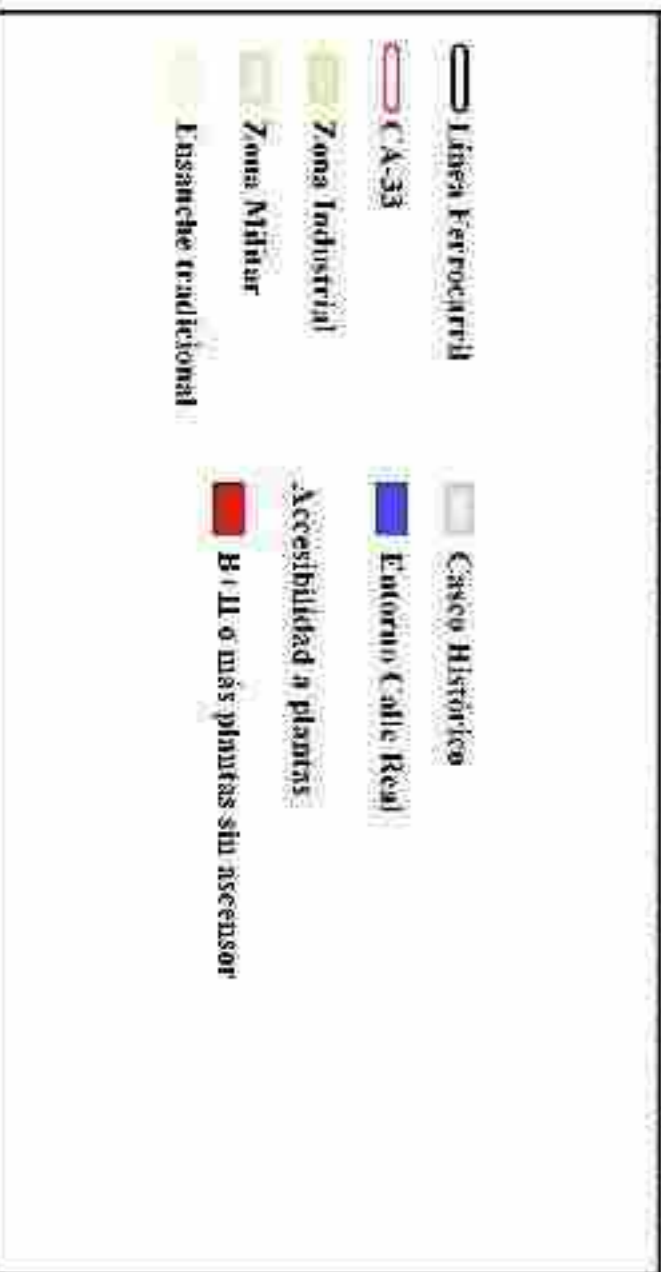 Línea Ferrocarril
CA-33
Zona Industrial
Zona Militar
Ensanche tradicional
Casco Histórico
Entorno Calle Real
Accesibilidad a plantas
B+II o más plantas sin ascensor